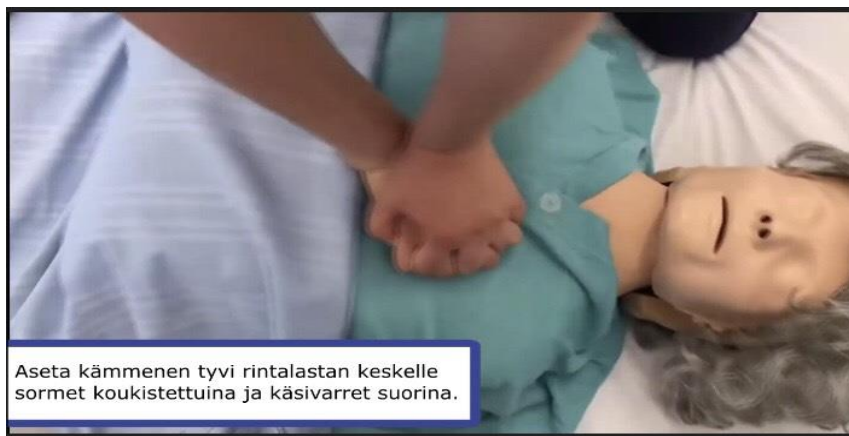 Aseta kämmenen tyvi rintalastan keskelle
sormet koukistettuina ja käsivarret suorina.